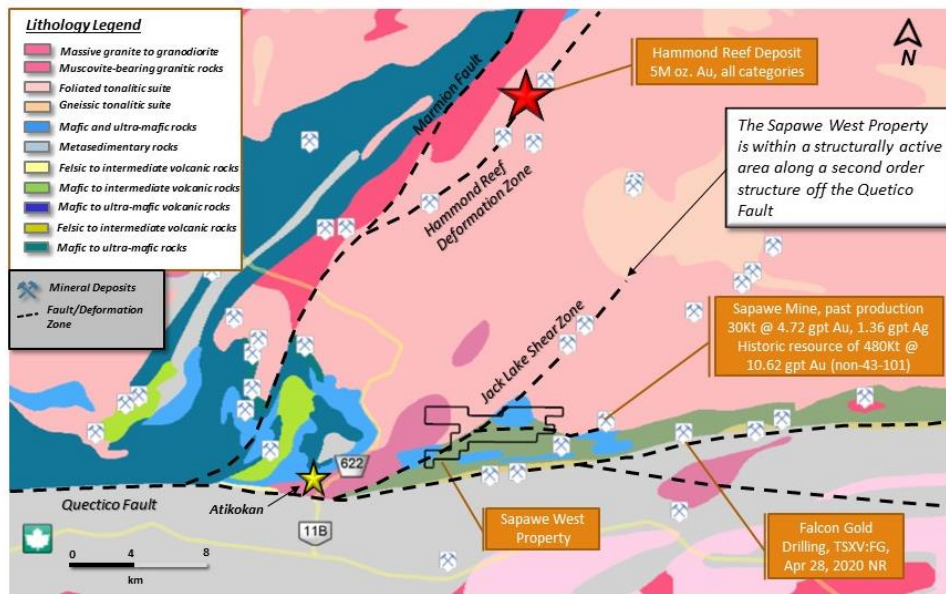 Lithology Legend
Massive granite to granodiorite
Muscovite-bearing granitic rocks
Foliated tonalitic suite
Gneissic tonalitic suite
Mafic and ultra-mafic rocks
Metasedimentary rocks
Felsic to intermediate volcanic rocks
Mafic to intermediate volcanic rocks
Mafic to ultra-mafic volcanic rocks
Felsic to intermediate volcanic rocks
Mafic to ultra-mafic rocks
Mineral Deposits
Fault/Deformation
Zone
Marmion Fault
Hammond Reef
Deformation Zone
Hammond Reef Deposit
5M oz. Au, all categories
N
The Sapawe West Property
is within a structurally active
area along a second order
structure off the Quetico
Fault
Jack Lake Shear Zone
Sapawe Mine, past production
30Kt @ 4.72 gpt Au, 1.36 gpt Ag
Historic resource of 480Kt @
10.62 gpt Au (non-43-101)
622
Quetico Fault
Atikokan
11B
Sapawe West
Property
Falcon Gold
Drilling, TSXV:FG,
Apr 28, 2020 NR
0 4 8
km